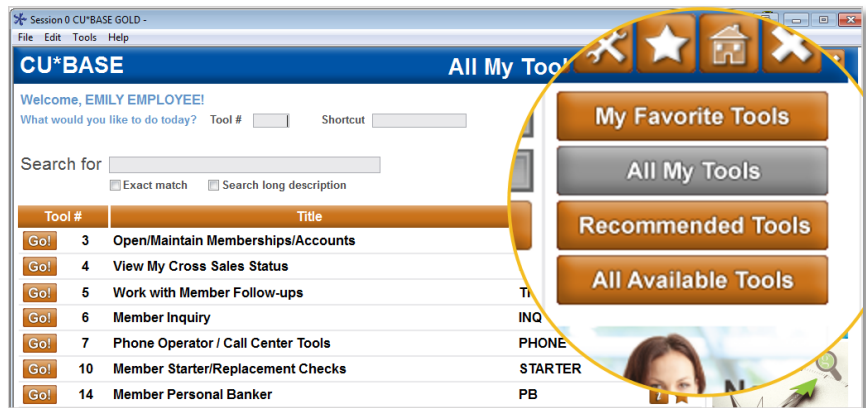 Session 0 CU*BASE GOLD -
File Edit Tools Help
CU*BASE
All My Tool
Welcome, EMILY EMPLOYEE!
What would you like to do today? Tool # Shortcut
Search for
Exact match Search long description
Tool # Title
Go! 3 Open/Maintain Memberships/Accounts
Go! 4 View My Cross Sales Status
Go! 5 Work with Member Follow-ups
Go! 6 Member Inquiry INQ
Go! 7 Phone Operator / Call Center Tools PHONE
Go! 10 Member Starter/Replacement Checks STARTER
Go! 14 Member Personal Banker PB
My Favorite Tools
All My Tools
Recommended Tools
All Available Tools